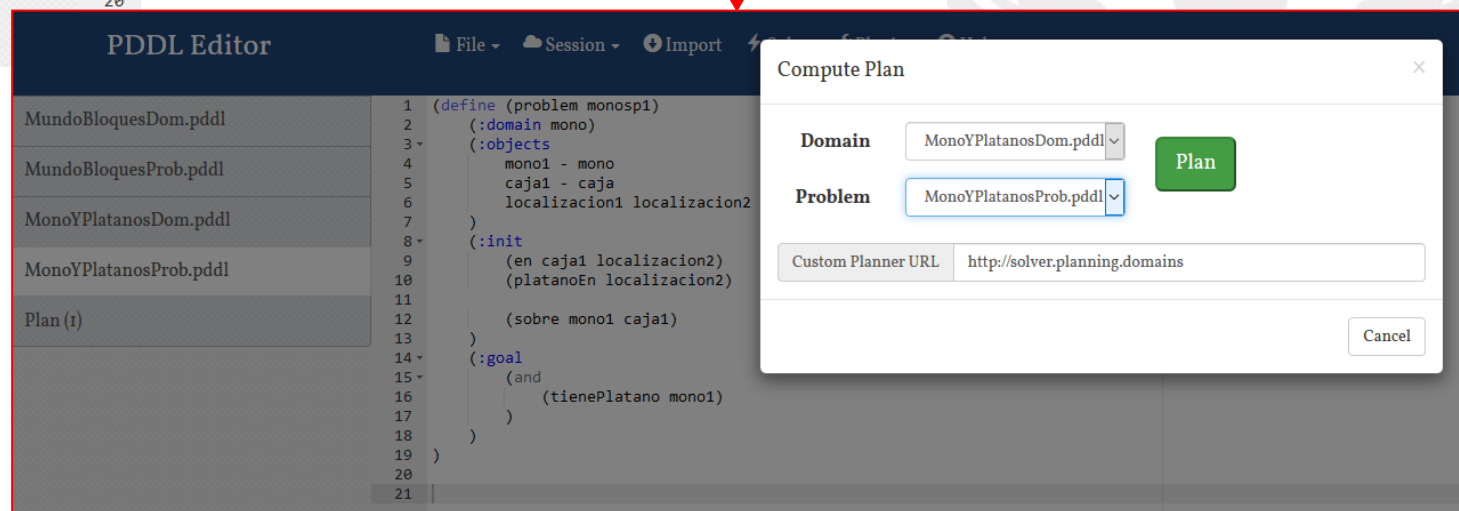 20
PDDL Editor
File Session Import
MundoBloquesDom.pddl
MundoBloquesProb.pddl
MonoYPlatanosDom.pddl
MonoYPlatanosProb.pddl
Plan (1)
1 (define (problem monosp1)
2 (:domain mono)
3 (:objects
4 mono1 - mono
5 caja1 - caja
6 localizacion1 localizacion2
7 )
8 (:init
9 (en caja1 localizacion2)
10 (platanoEn localizacion2)
11
12 (sobre mono1 caja1)
13 )
14 (:goal
15 (and
16 (tienePlatano mono1)
17 )
18 )
19 )
20
21
Compute Plan ×
Domain MonoYPlatanosDom.pddl
Plan
Problem MonoYPlatanosProb.pddl
Custom Planner URL http://solver.planning.domains
Cancel